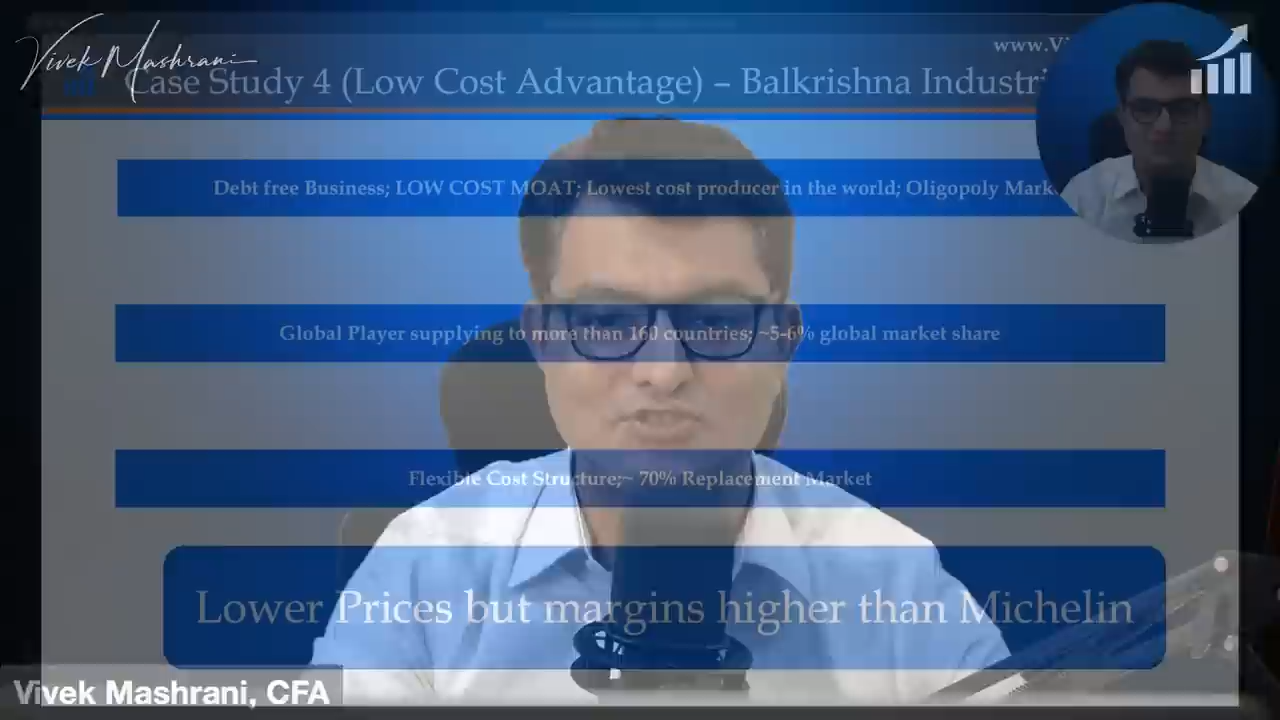 Vivek Mashrani
www.Vi
Case Study 4 (Low Cost Advantage) – Balkrishna Industri
Debt free Business; LOW COST MOAT; Lowest cost producer in the world; Oligopoly Mark
Global Player supplying to more than 160 countries; ~5-6% global market share
Flexible Cost Structure;~ 70% Replacement Market
Lower Prices but margins higher than Michelin
Vivek Mashrani, CFA